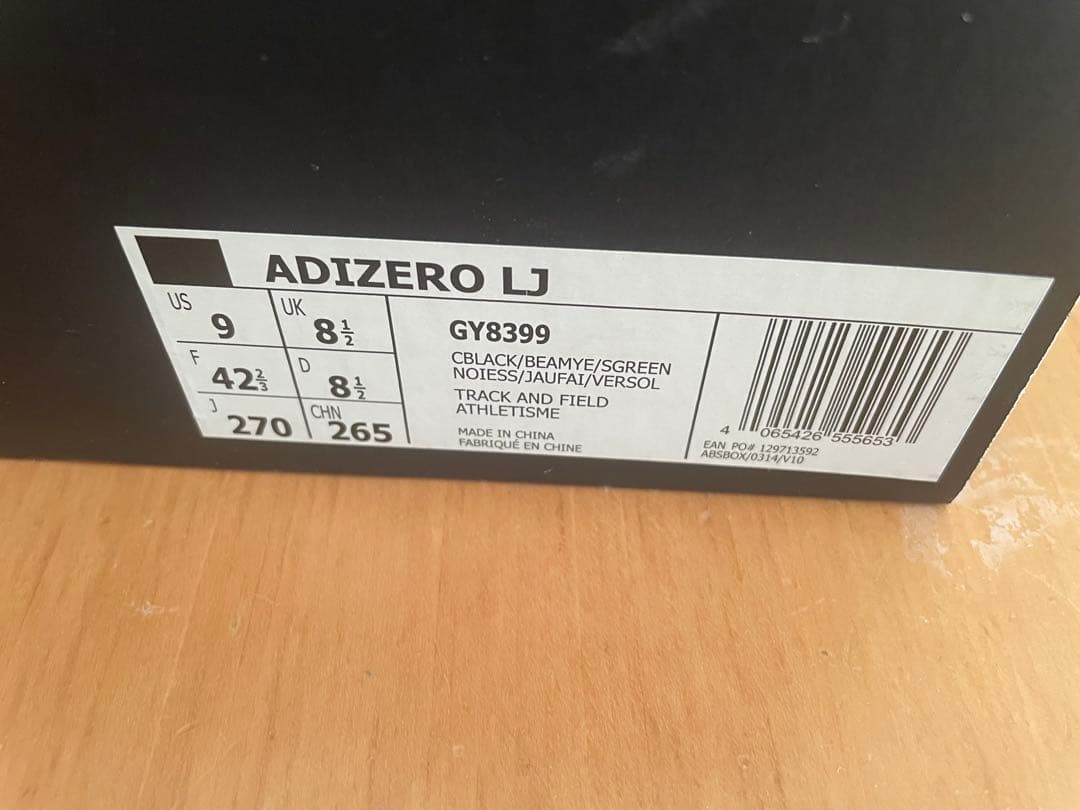 ADIZERO LJ
US 9 UK 8½
F 42⅔ D 8½
J 270 CHN 265
GY8399
CBLACK/BEAMYE/SGREEN
NOIESS/JAUFAI/VERSOL
TRACK AND FIELD
ATHLETISME
MADE IN CHINA
FABRIQUÉ EN CHINE
4 065426 555653
EAN PO# 129713592
ABSBOX/0314/V10